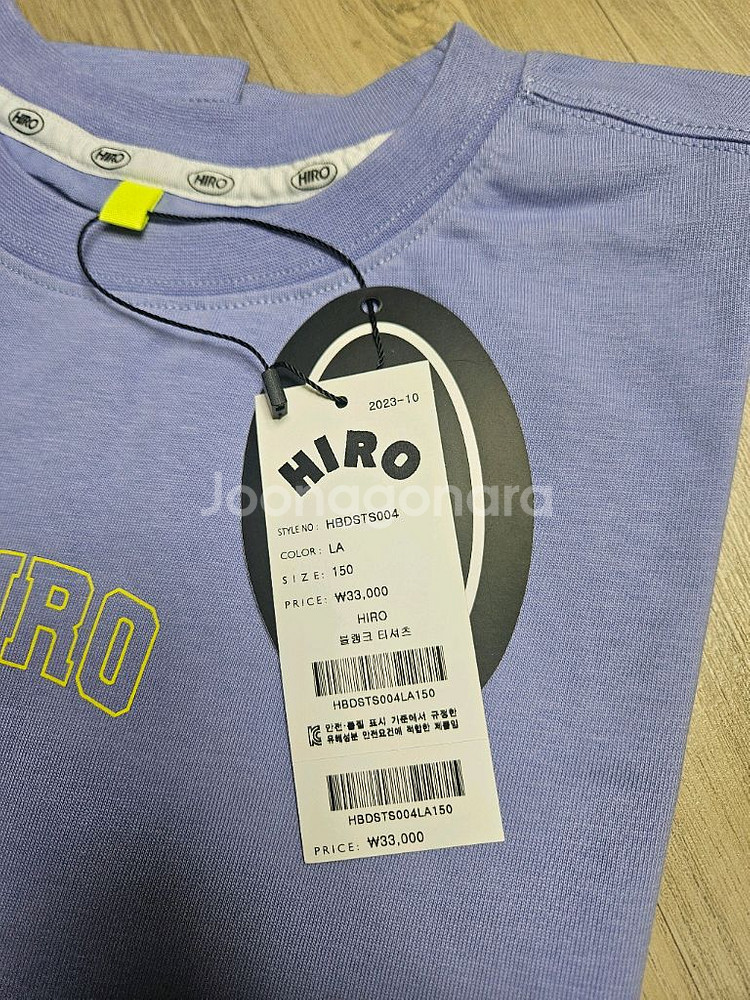 HIRO
HIRO
HIRO
HIRO
2023-10
HIRO
Joonggonara
STYLE NO: HBDSTS004
COLOR: LA
SIZE: 150
PRICE: ₩33,000
HIRO
블랭크 티셔츠
HBDSTS004LA150
안전·품질 표시 기준에서 규정한
유해성분 안전요건에 적합한 제품임
HBDSTS004LA150
PRICE: ₩33,000
IRO